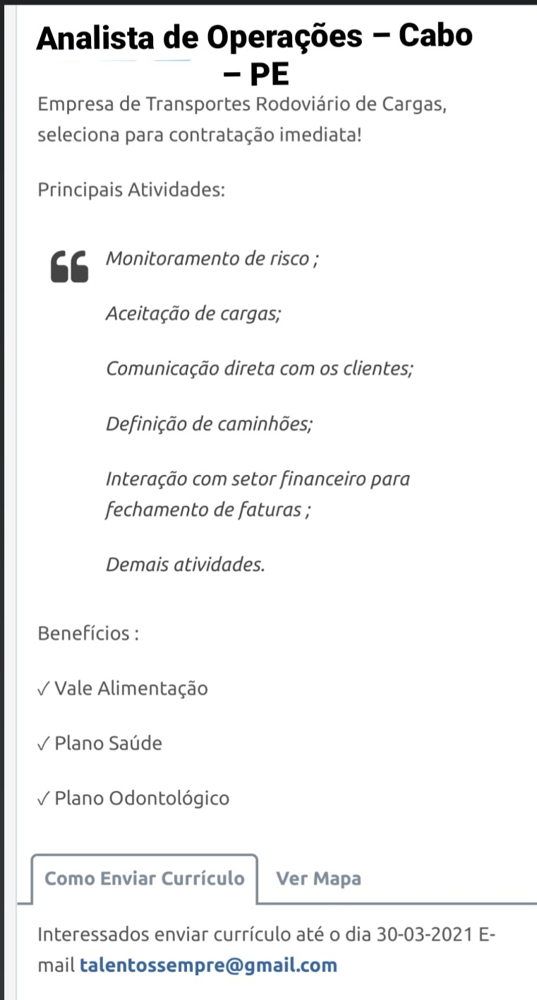 Analista de Operações – Cabo
– PE
Empresa de Transportes Rodoviário de Cargas,
seleciona para contratação imediata!
Principais Atividades:
Monitoramento de risco ;
Aceitação de cargas;
Comunicação direta com os clientes;
Definição de caminhões;
Interação com setor financeiro para
fechamento de faturas ;
Demais atividades.
Benefícios :
✓ Vale Alimentação
✓ Plano Saúde
✓ Plano Odontológico
Como Enviar Currículo Ver Mapa
Interessados enviar currículo até o dia 30-03-2021 E-
mail talentossempre@gmail.com